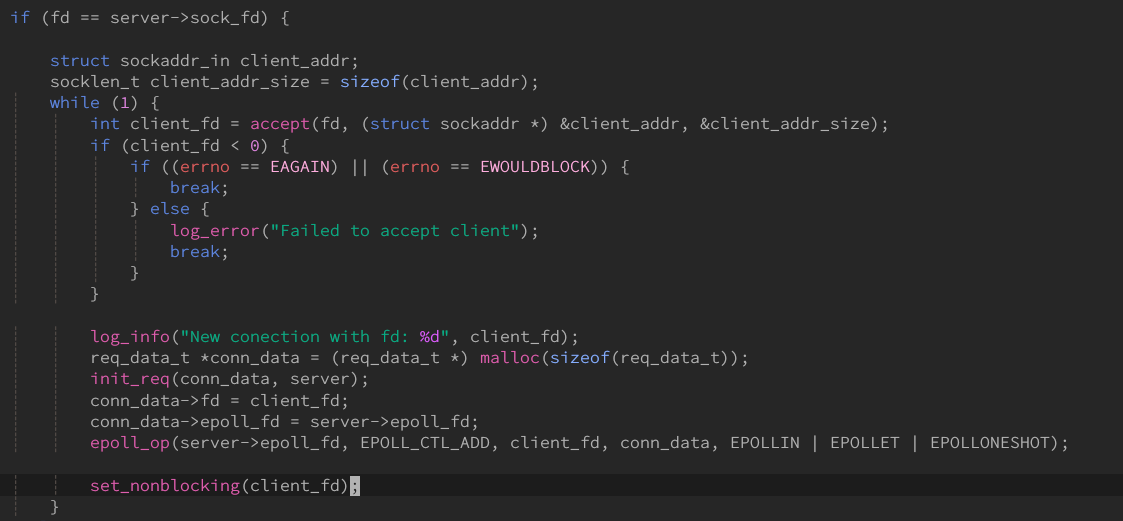 if (fd == server->sock_fd) {
struct sockaddr_in client_addr;
socklen_t client_addr_size = sizeof(client_addr);
while (1) {
int client_fd = accept(fd, (struct sockaddr *) &client_addr, &client_addr_size);
if (client_fd < 0) {
if ((errno == EAGAIN) || (errno == EWOULDBLOCK)) {
break;
} else {
log_error("Failed to accept client");
break;
}
}
log_info("New conection with fd: %d", client_fd);
req_data_t *conn_data = (req_data_t *) malloc(sizeof(req_data_t));
init_req(conn_data, server);
conn_data->fd = client_fd;
conn_data->epoll_fd = server->epoll_fd;
epoll_op(server->epoll_fd, EPOLL_CTL_ADD, client_fd, conn_data, EPOLLIN | EPOLLET | EPOLLONESHOT);
set_nonblocking(client_fd);
}